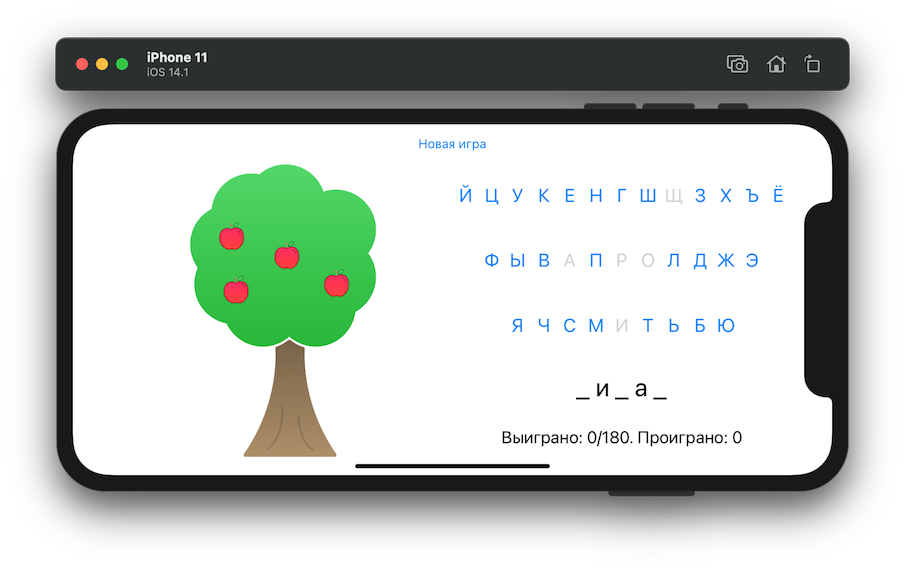 iPhone 11
iOS 14.1
Новая игра
Й Ц У К Е Н Г Ш Щ З Х Ъ Ё
Ф Ы В А П Р О Л Д Ж Э
Я Ч С М И Т Ь Б Ю
_ и _ а _
Выиграно: 0/180. Проиграно: 0